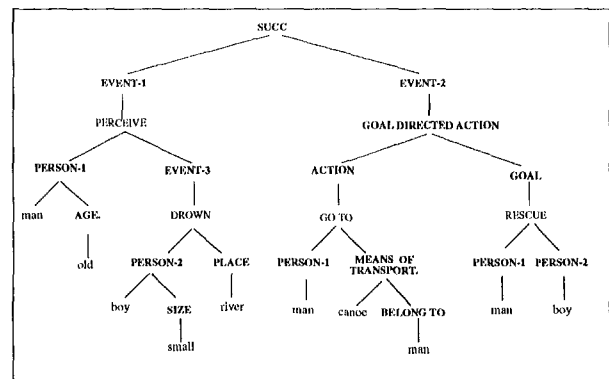 SUCC
EVENT-1 EVENT-2
PERCEIVE GOAL DIRECTED ACTION
PERSON-1 EVENT-3 ACTION GOAL
man AGE. DROWN GO TO RESCUE
old PERSON-2 PLACE PERSON-1 MEANS OF TRANSPORT. PERSON-1 PERSON-2
boy SIZE river man canoe BELONG TO man boy
small man